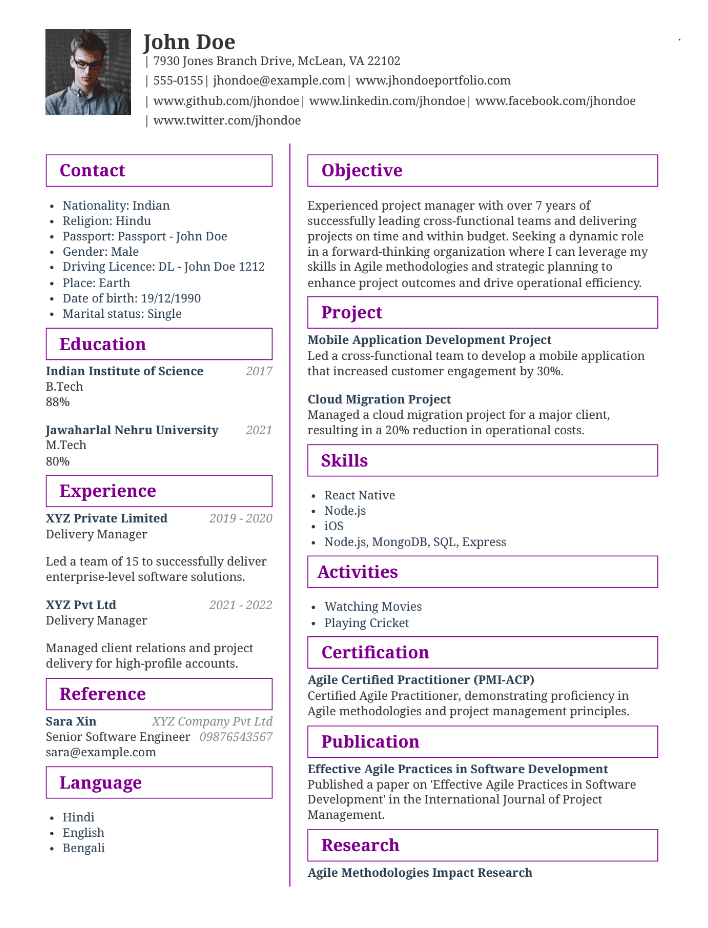 John Doe
| 7930 Jones Branch Drive, McLean, VA 22102
| 555-0155| jhondoe@example.com| www.jhondoeportfolio.com
| www.github.com/jhondoe| www.linkedin.com/jhondoe| www.facebook.com/jhondoe
| www.twitter.com/jhondoe
Contact
• Nationality: Indian
• Religion: Hindu
• Passport: Passport - John Doe
• Gender: Male
• Driving Licence: DL - John Doe 1212
• Place: Earth
• Date of birth: 19/12/1990
• Marital status: Single
Education
Indian Institute of Science 2017
B.Tech
88%
Jawaharlal Nehru University 2021
M.Tech
80%
Experience
XYZ Private Limited 2019 - 2020
Delivery Manager
Led a team of 15 to successfully deliver
enterprise-level software solutions.
XYZ Pvt Ltd 2021 - 2022
Delivery Manager
Managed client relations and project
delivery for high-profile accounts.
Reference
Sara Xin XYZ Company Pvt Ltd
Senior Software Engineer 09876543567
sara@example.com
Language
• Hindi
• English
• Bengali
Objective
Experienced project manager with over 7 years of
successfully leading cross-functional teams and delivering
projects on time and within budget. Seeking a dynamic role
in a forward-thinking organization where I can leverage my
skills in Agile methodologies and strategic planning to
enhance project outcomes and drive operational efficiency.
Project
Mobile Application Development Project
Led a cross-functional team to develop a mobile application
that increased customer engagement by 30%.
Cloud Migration Project
Managed a cloud migration project for a major client,
resulting in a 20% reduction in operational costs.
Skills
• React Native
• Node.js
• iOS
• Node.js, MongoDB, SQL, Express
Activities
• Watching Movies
• Playing Cricket
Certification
Agile Certified Practitioner (PMI-ACP)
Certified Agile Practitioner, demonstrating proficiency in
Agile methodologies and project management principles.
Publication
Effective Agile Practices in Software Development
Published a paper on 'Effective Agile Practices in Software
Development' in the International Journal of Project
Management.
Research
Agile Methodologies Impact Research